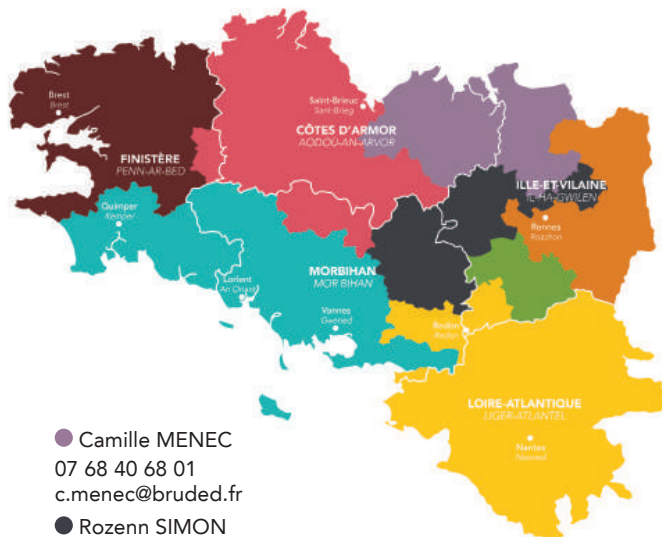 Brest
Brest
Saint-Brieuc
Sant-Brieg
CÔTES D'ARMOR
AODOÙ-AN-ARVOR
FINISTÈRE
PENN-AR-BED
ILLE-ET-VILAINE
IL-HA-GWILEN
Quimper
Kemper
Rennes
Roazhon
MORBIHAN
MOR BIHAN
Lorient
An Oriant
Vannes
Gwened
Redon
Redon
LOIRE-ATLANTIQUE
LIGER-ATLANTEL
Nantes
Naoned
Camille MENEC
07 68 40 68 01
c.menec@bruded.fr
Rozenn SIMON